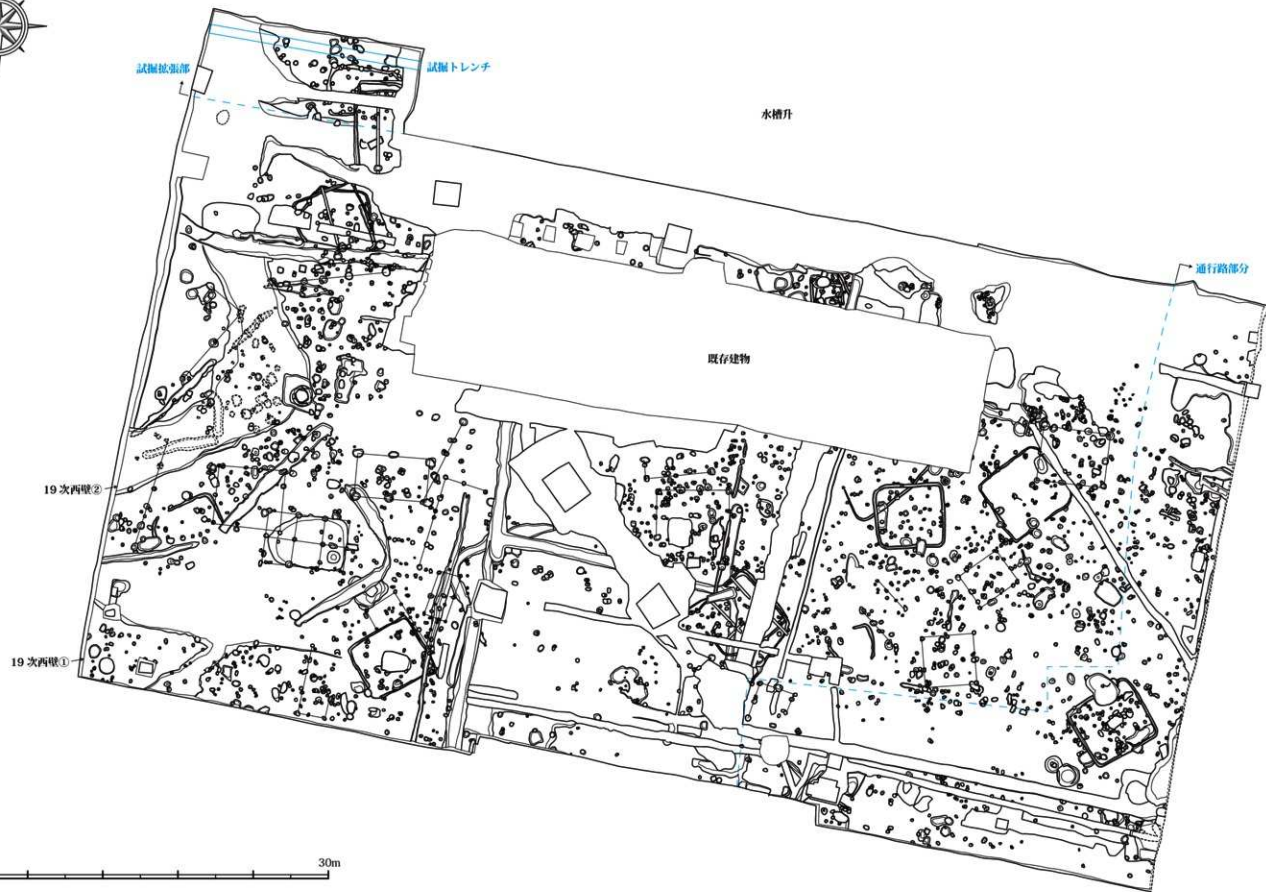 試掘拡張部
試掘トレンチ
水槽升
通行路部分
既存建物
19 次西壁②
19 次西壁①
30m